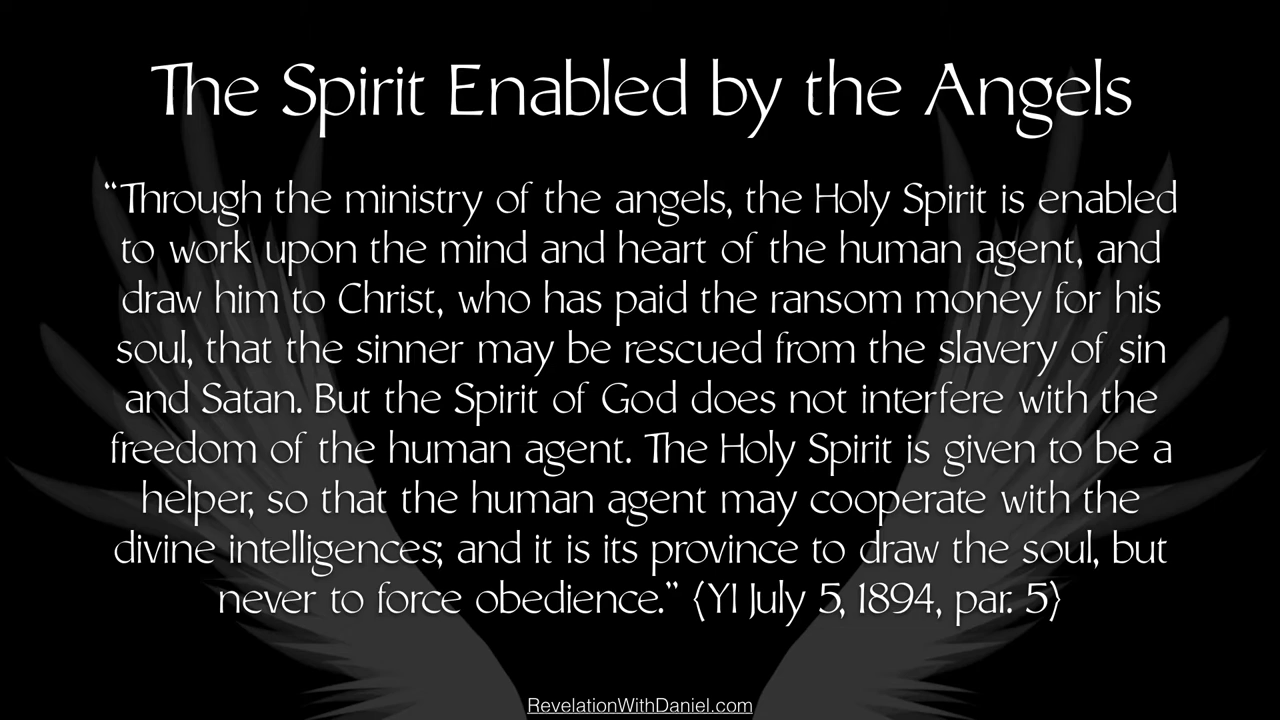 The Spirit Enabled by the Angels
“Through the ministry of the angels, the Holy Spirit is enabled
to work upon the mind and heart of the human agent, and
draw him to Christ, who has paid the ransom money for his
soul, that the sinner may be rescued from the slavery of sin
and Satan. But the Spirit of God does not interfere with the
freedom of the human agent. The Holy Spirit is given to be a
helper, so that the human agent may cooperate with the
divine intelligences; and it is its province to draw the soul, but
never to force obedience.” {YI July 5, 1894, par. 5}
RevelationWithDaniel.com